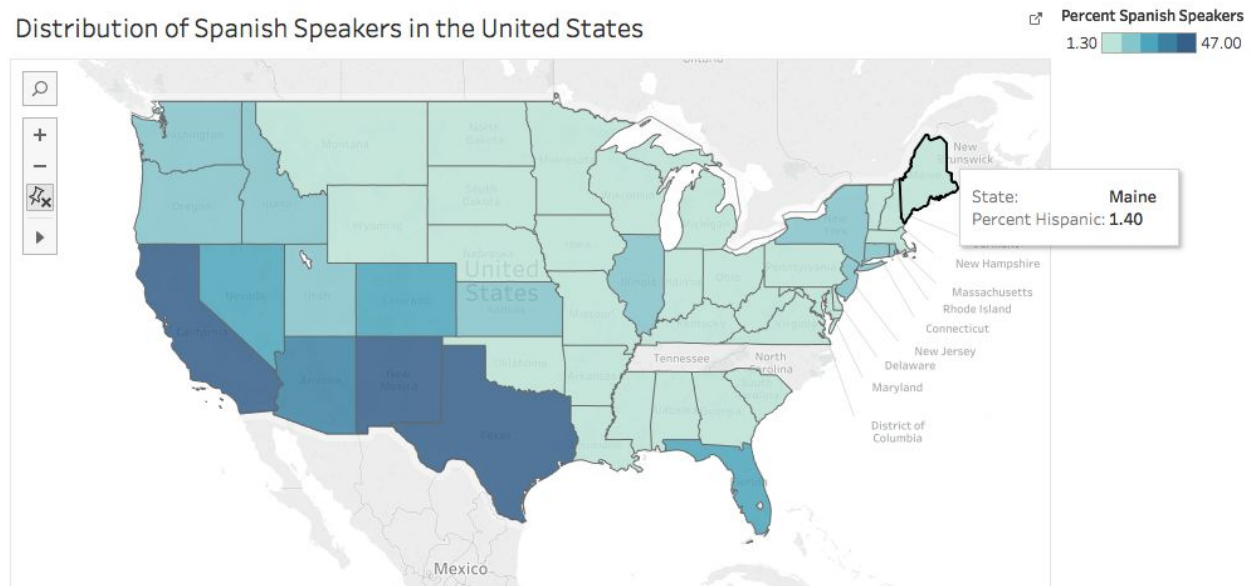 Distribution of Spanish Speakers in the United States
Percent Spanish Speakers
1.30 47.00
Ontario
Washington
Montana
North
Dakota
Minnesota
New
Brunswick
Maine
State: Maine
Percent Hispanic: 1.40
Oregon
Idaho
South
Dakota
Wisconsin
Michigan
New
York
Vermont
Wyoming
Iowa
Nebraska
Pennsylvania
New Hampshire
United
States
Nevada
Utah
Colorado
Kansas
Illinois
Indiana
Ohio
Massachusetts
Rhode Island
Connecticut
California
Missouri
Kentucky
Virginia
New Jersey
Delaware
Maryland
Tennessee
North
Carolina
Arizona
New
Mexico
Oklahoma
Arkansas
South
Carolina
Alabama
Georgia
District of
Columbia
Texas
Florida
Mexico